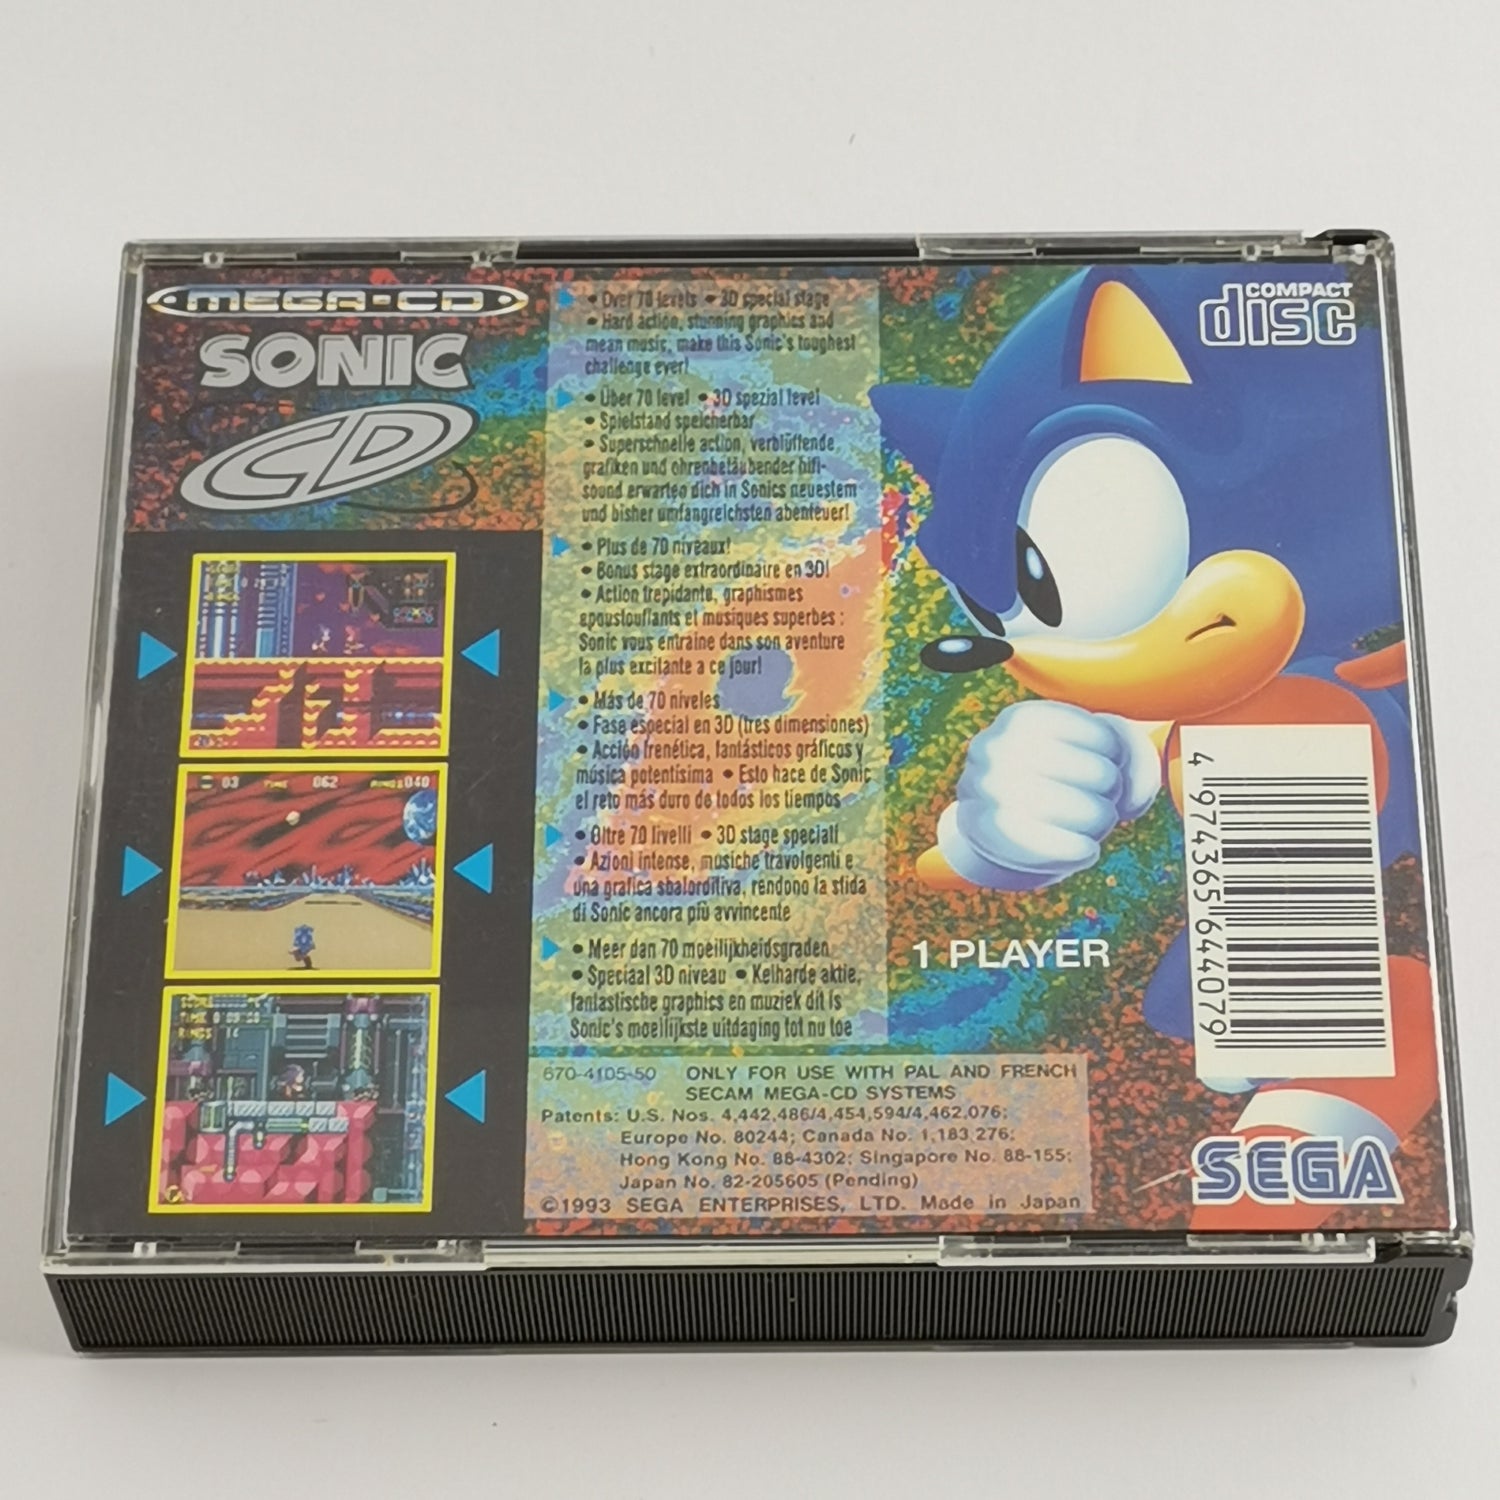 MEGA-CD
SONIC
CD
• Over 70 levels • 3D special stage
• Hard action, stunning graphics and
mean music, make this Sonic's toughest
challenge ever!
• Über 70 level • 3D spezial level
• Spielstand speicherbar
• Superschnelle action, verblüffende
grafiken und ohrenbetäubender hifi-
sound erwarten dich in Sonics neuestem
und bisher umfangreichsten abenteuer!
• Plus de 70 niveaux!
• Bonus stage extraordinaire en 3D!
• Action trepidante, graphismes
epoustouflants et musiques superbes :
Sonic vous entraine dans son aventure
la plus excitante a ce jour!
• Más de 70 niveles
• Fase especial en 3D (tres dimensiones)
• Acción frenética, fantásticos gráficos y
música potentísima • Esto hace de Sonic
el reto más duro de todos los tiempos
• Oltre 70 livelli • 3D stage speciali
• Azioni intense, musiche travolgenti e
una grafica sbalorditiva, rendono la sfida
di Sonic ancora più avvincente
• Meer dan 70 moeilijkheidsgraden
• Speciaal 3D niveau • Kelharde aktie,
fantastische graphics en muziek dit is
Sonic's moeilijkste uitdaging tot nu toe
COMPACT
disc
03 TIME 062 RINGS 040
TIME
RINGS 14
1 PLAYER
4 974365 644079
670-4105-50 ONLY FOR USE WITH PAL AND FRENCH
SECAM MEGA-CD SYSTEMS
Patents: U.S. Nos. 4,442,486/4,454,594/4,462,076;
Europe No. 80244; Canada No. 1,183,276;
Hong Kong No. 88-4302; Singapore No. 88-155;
Japan No. 82-205605 (Pending)
©1993 SEGA ENTERPRISES, LTD. Made in Japan
SEGA